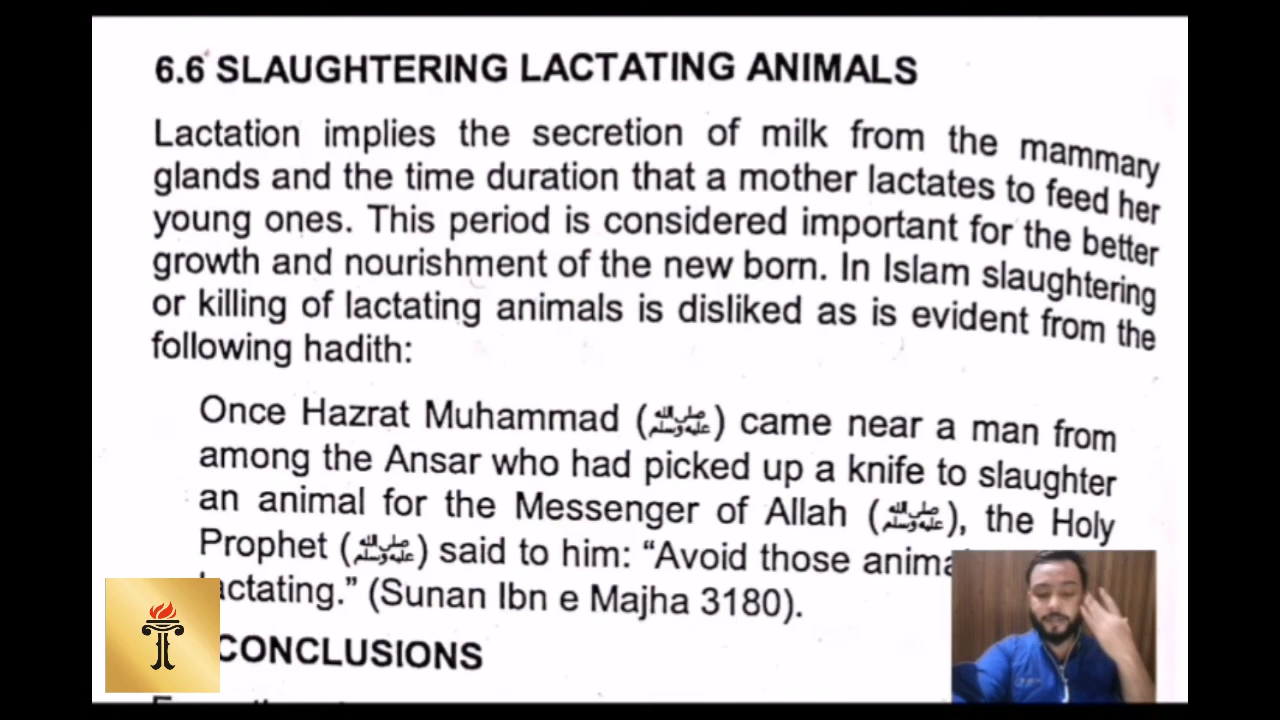 6.6 SLAUGHTERING LACTATING ANIMALS
Lactation implies the secretion of milk from the mammary
glands and the time duration that a mother lactates to feed her
young ones. This period is considered important for the better
growth and nourishment of the new born. In Islam slaughtering
or killing of lactating animals is disliked as is evident from the
following hadith:
Once Hazrat Muhammad (صلى الله عليه وسلم) came near a man from
among the Ansar who had picked up a knife to slaughter
an animal for the Messenger of Allah (صلى الله عليه وسلم), the Holy
Prophet (صلى الله عليه وسلم) said to him: “Avoid those
actating.” (Sunan Ibn e Majha 3180).
CONCLUSIONS